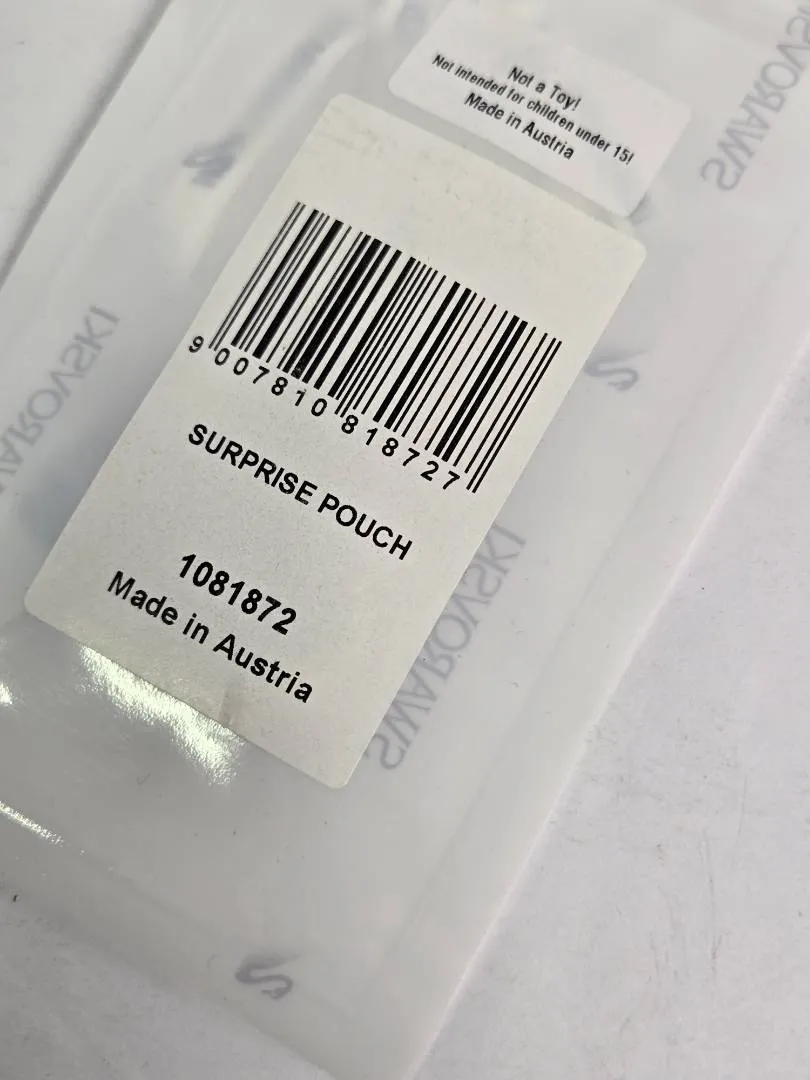 Not a Toy!
Not intended for children under 15!
Made in Austria
9 007810 818727
SURPRISE POUCH
1081872
Made in Austria
SWAROVSKI
SWAROVSKI
SWAROVSKI